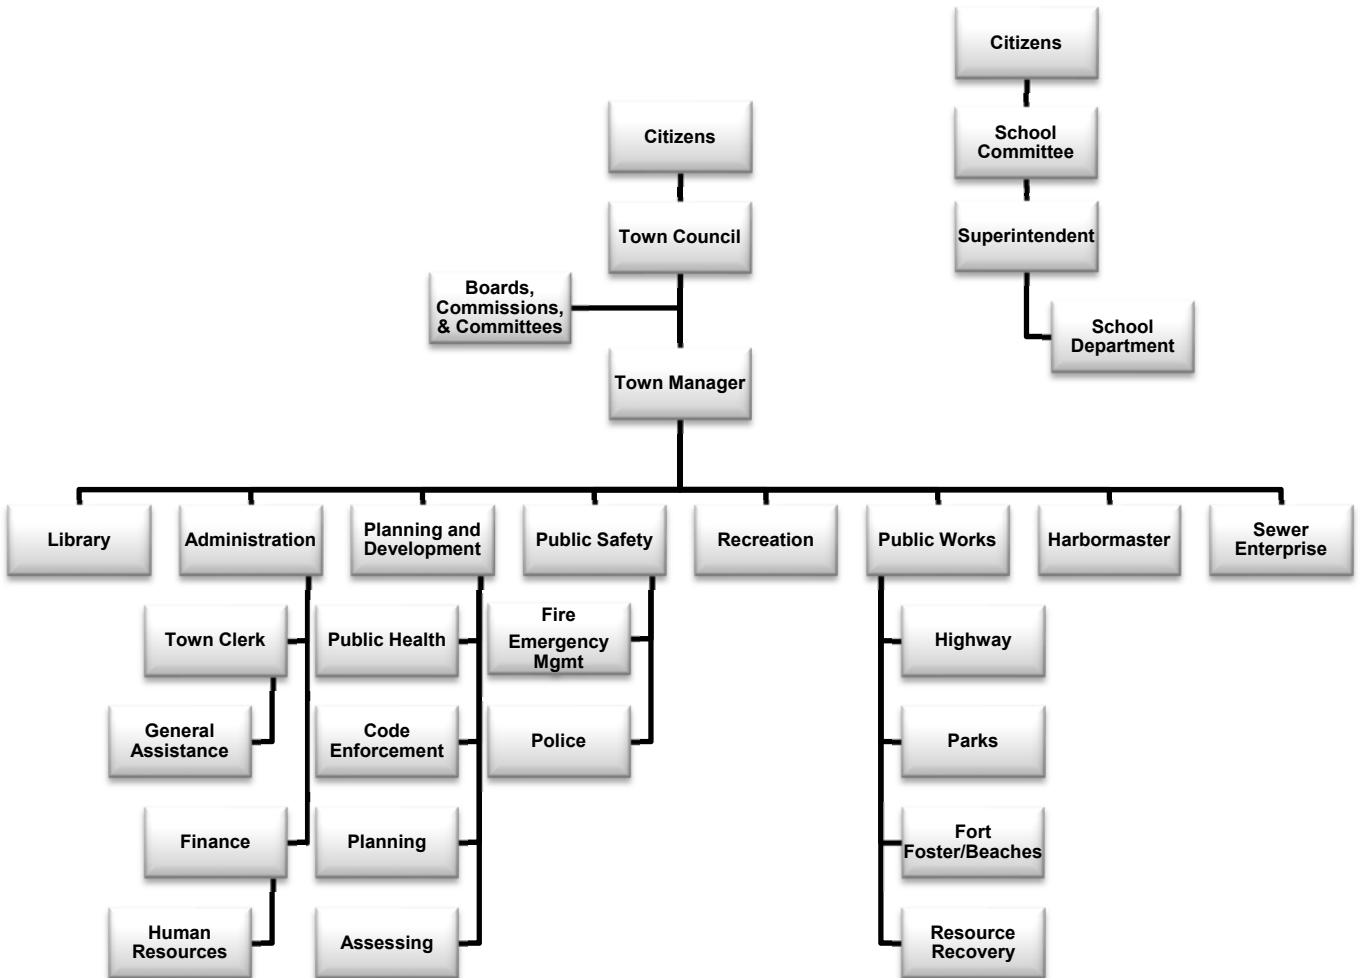 Citizens
School
Committee
Superintendent
School
Department
Citizens
Town Council
Boards,
Commissions,
& Committees
Town Manager
Library
Administration
Planning and
Development
Public Safety
Recreation
Public Works
Harbormaster
Sewer
Enterprise
Town Clerk
General
Assistance
Finance
Human
Resources
Public Health
Code
Enforcement
Planning
Assessing
Fire
Emergency
Mgmt
Police
Highway
Parks
Fort
Foster/Beaches
Resource
Recovery